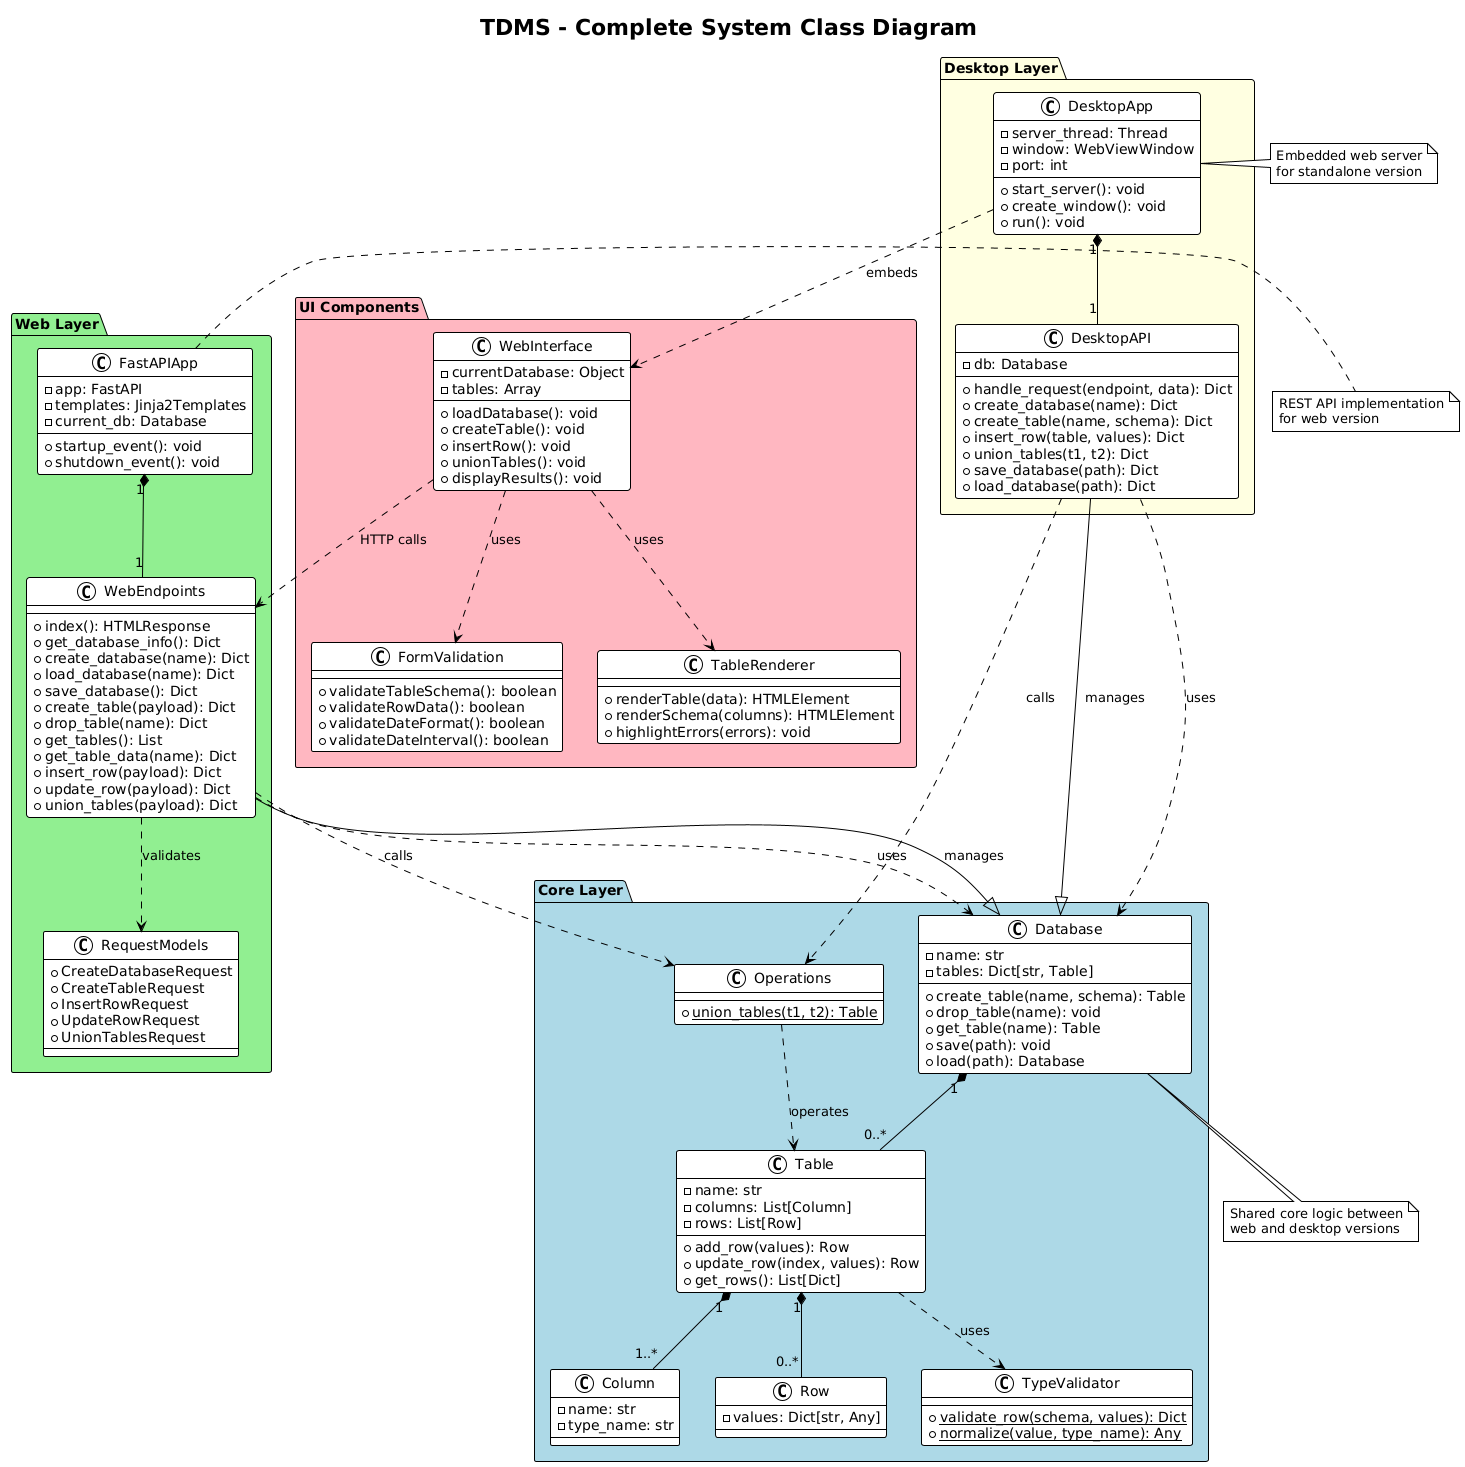 TDMS - Complete System Class Diagram
Desktop Layer
C DesktopApp
server_thread: Thread
window: WebViewWindow
port: int
start_server(): void
create_window(): void
run(): void
Embedded web server
for standalone version
1
1
embeds
C DesktopAPI
db: Database
handle_request(endpoint, data): Dict
create_database(name): Dict
create_table(name, schema): Dict
insert_row(table, values): Dict
union_tables(t1, t2): Dict
save_database(path): Dict
load_database(path): Dict
REST API implementation
for web version
UI Components
C WebInterface
currentDatabase: Object
tables: Array
loadDatabase(): void
createTable(): void
insertRow(): void
unionTables(): void
displayResults(): void
HTTP calls
uses
uses
C FormValidation
validateTableSchema(): boolean
validateRowData(): boolean
validateDateFormat(): boolean
validateDateInterval(): boolean
C TableRenderer
renderTable(data): HTMLElement
renderSchema(columns): HTMLElement
highlightErrors(errors): void
Web Layer
C FastAPIApp
app: FastAPI
templates: Jinja2Templates
current_db: Database
startup_event(): void
shutdown_event(): void
1
1
C WebEndpoints
index(): HTMLResponse
get_database_info(): Dict
create_database(name): Dict
load_database(name): Dict
save_database(): Dict
create_table(payload): Dict
drop_table(name): Dict
get_tables(): List
get_table_data(name): Dict
insert_row(payload): Dict
update_row(payload): Dict
union_tables(payload): Dict
validates
C RequestModels
CreateDatabaseRequest
CreateTableRequest
InsertRowRequest
UpdateRowRequest
UnionTablesRequest
calls
manages
uses
calls
uses
manages
Core Layer
C Database
name: str
tables: Dict[str, Table]
create_table(name, schema): Table
drop_table(name): void
get_table(name): Table
save(path): void
load(path): Database
C Operations
union_tables(t1, t2): Table
operates
1
0..*
C Table
name: str
columns: List[Column]
rows: List[Row]
add_row(values): Row
update_row(index, values): Row
get_rows(): List[Dict]
Shared core logic between
web and desktop versions
1
1
uses
1..*
0..*
C Column
name: str
type_name: str
C Row
values: Dict[str, Any]
C TypeValidator
validate_row(schema, values): Dict
normalize(value, type_name): Any